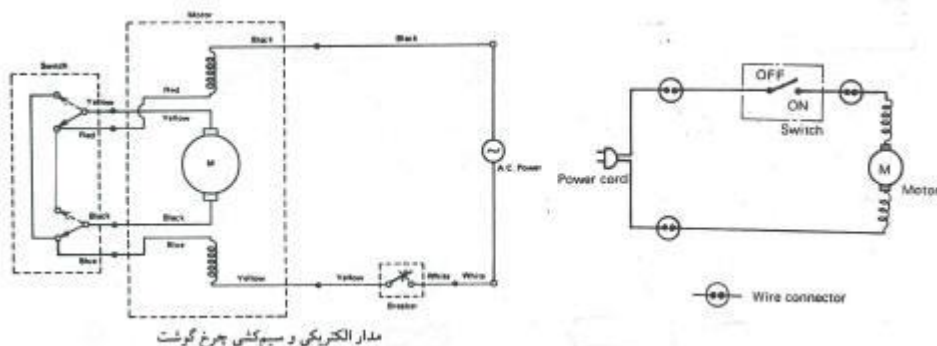 Motor
Black
Black
Switch
Red
Yellow
Yellow
Red
M
A.C. Power
Black
Black
Blue
Blue
Yellow
Yellow
White
White
Breaker
مدار الکتریکی و سیم‌کشی چرخ گوشت
OFF
ON
Switch
Power cord
M
Motor
Wire connector